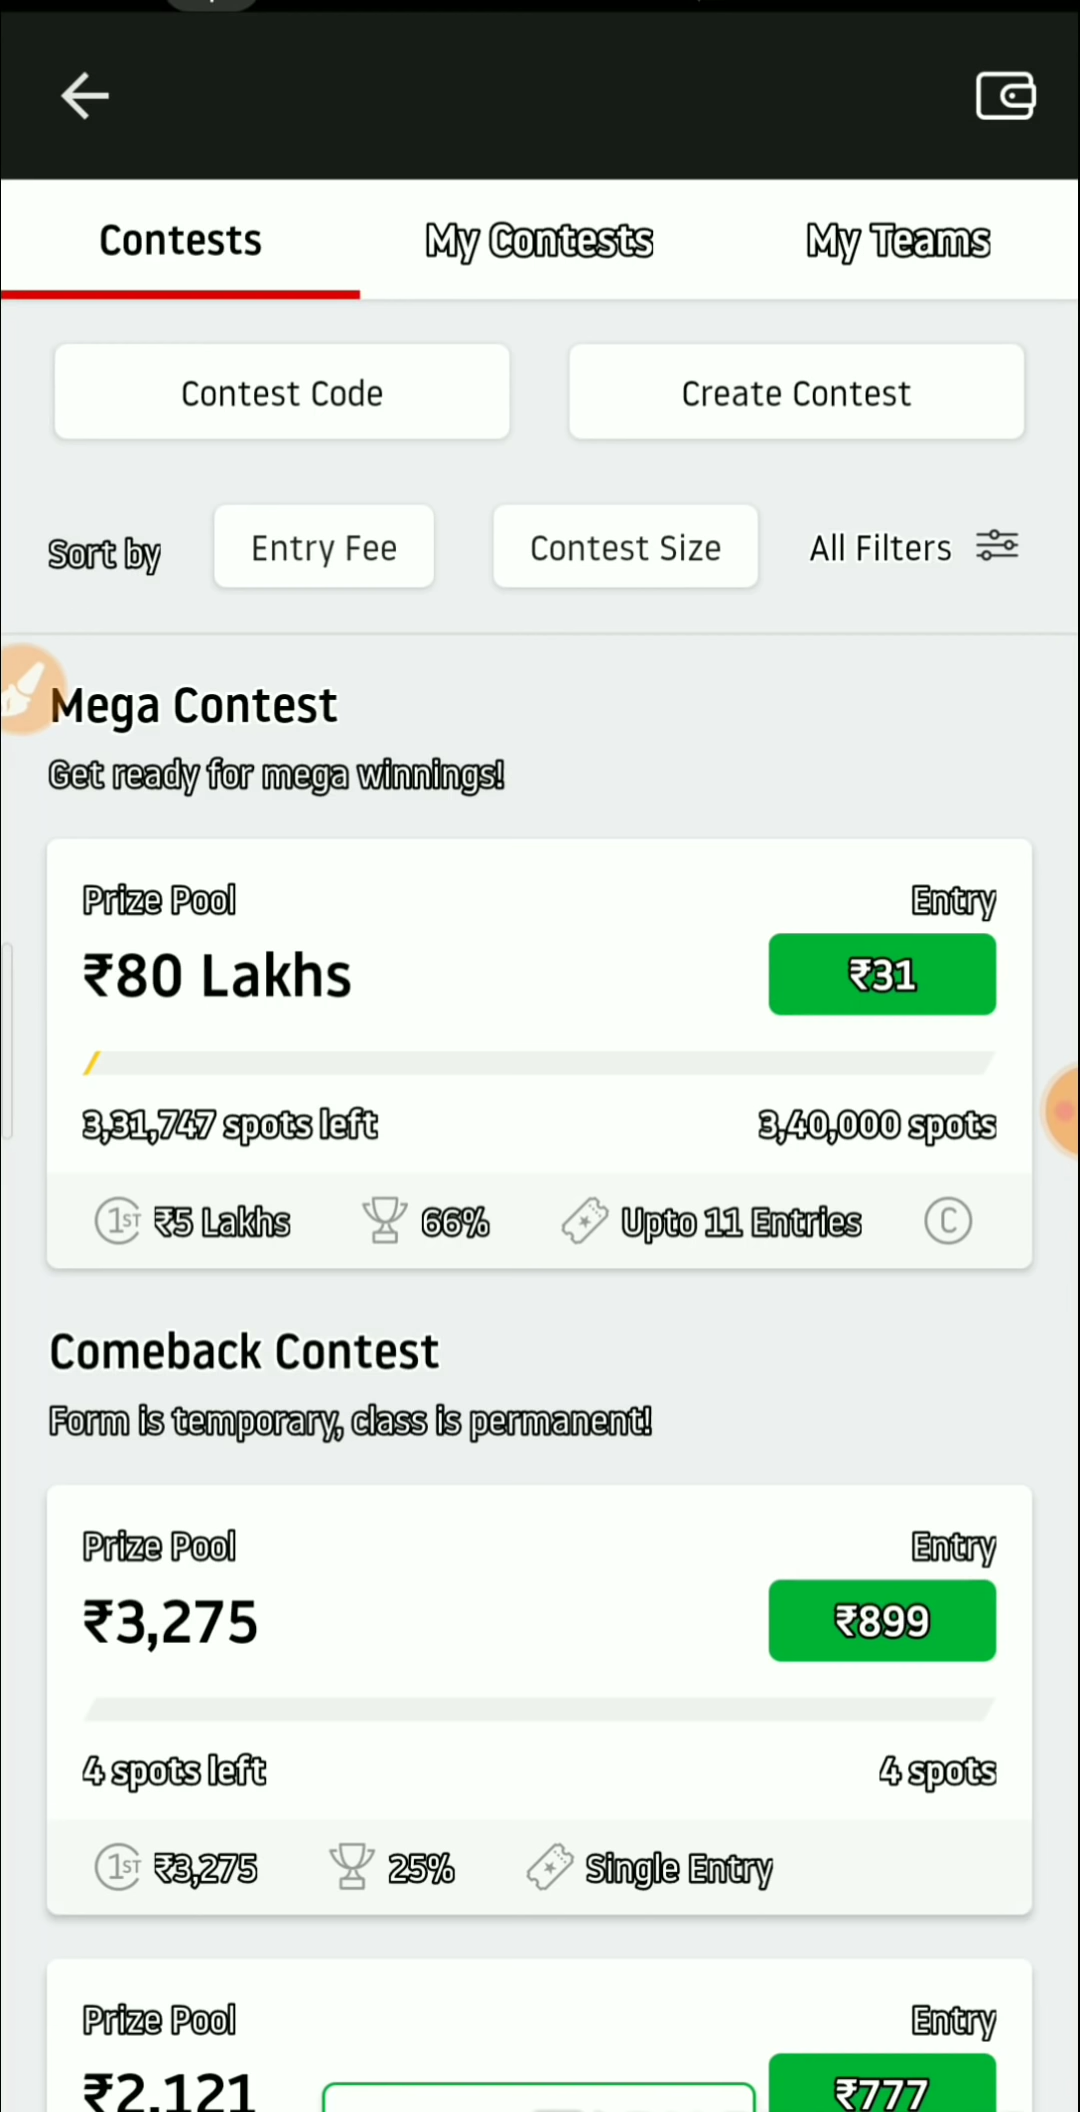 Contests My Contests My Teams
Contest Code Create Contest
Sort by Entry Fee Contest Size All Filters
Mega Contest
Get ready for mega winnings!
Prize Pool Entry
₹80 Lakhs ₹31
3,31,747 spots left 3,40,000 spots
1ST ₹5 Lakhs 66% Upto 11 Entries C
Comeback Contest
Form is temporary, class is permanent!
Prize Pool Entry
₹3,275 ₹899
4 spots left 4 spots
1ST ₹3,275 25% Single Entry
Prize Pool Entry
₹2,121 ₹777